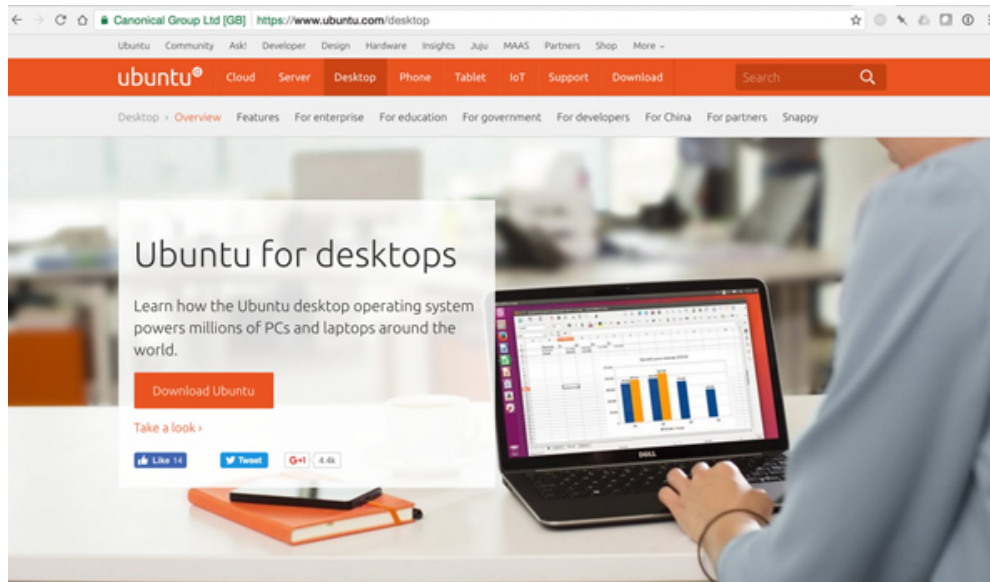 Canonical Group Ltd [GB] https://www.ubuntu.com/desktop
Ubuntu Community Ask! Developer Design Hardware Insights Juju MAAS Partners Shop More
ubuntu Cloud Server Desktop Phone Tablet IoT Support Download Search
Desktop › Overview Features For enterprise For education For government For developers For China For partners Snappy
Ubuntu for desktops
Learn how the Ubuntu desktop operating system
powers millions of PCs and laptops around the
world.
Download Ubuntu
Take a look ›
Like 14 Tweet G+1 4.4k
DELL